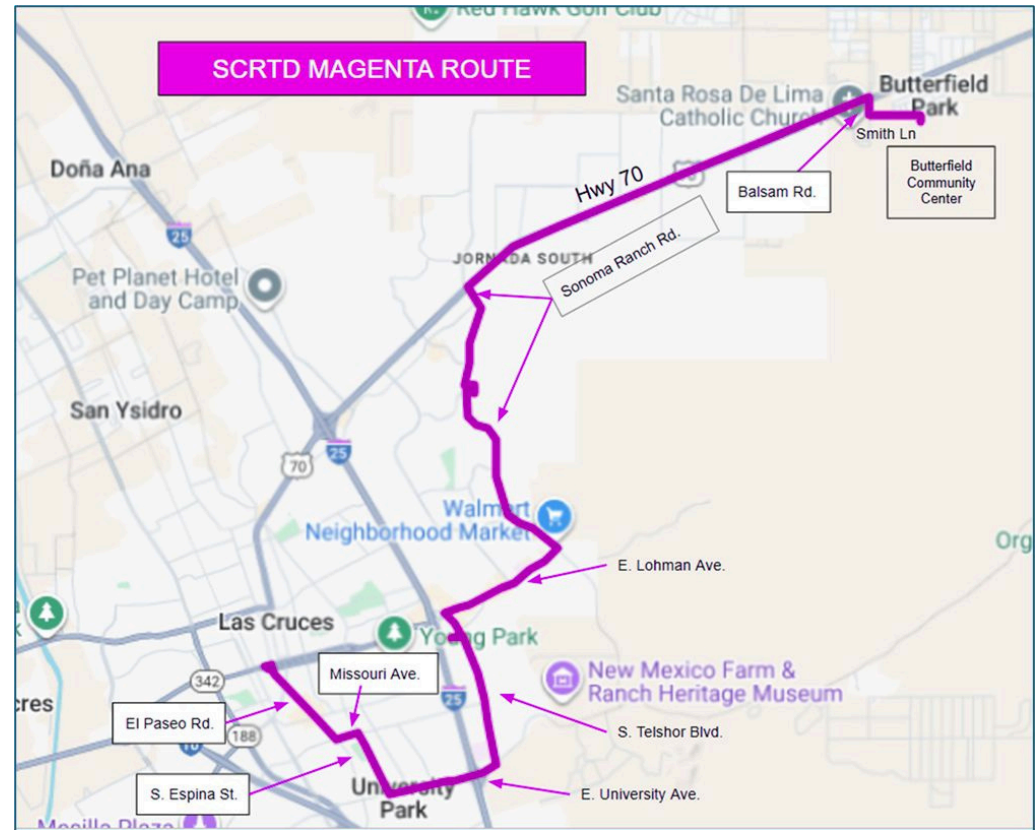 Red Hawk Golf Club
SCRTD MAGENTA ROUTE
Butterfield
Park
Santa Rosa De Lima
Catholic Church
Smith Ln
Butterfield
Community
Center
Doña Ana
Hwy 70
Balsam Rd.
25
JORNADA SOUTH
Sonoma Ranch Rd.
Pet Planet Hotel
and Day Camp
San Ysidro
70
25
Walmart
Neighborhood Market
Org
E. Lohman Ave.
Las Cruces
Young Park
Missouri Ave.
New Mexico Farm &
Ranch Heritage Museum
342
25
cres
El Paseo Rd.
S. Telshor Blvd.
188
10
S. Espina St.
University
Park
E. University Ave.
Mesilla Plaza